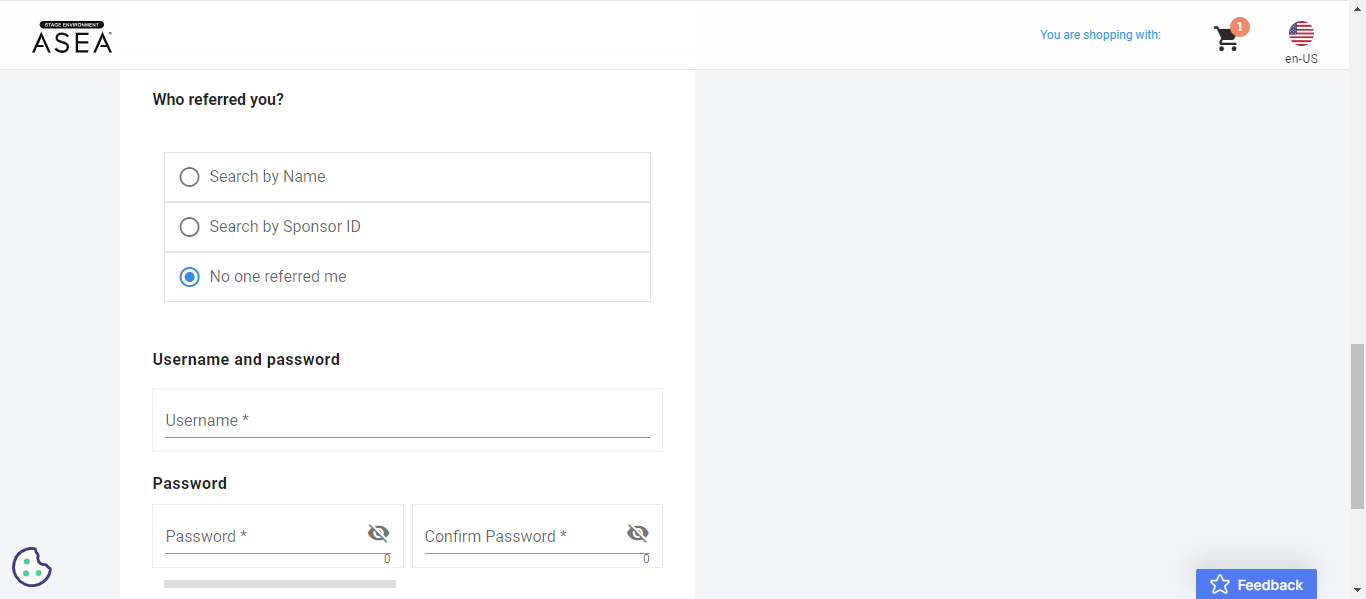 STAGE ENVIRONMENT
ASEA
You are shopping with:
1
en-US
Who referred you?
Search by Name
Search by Sponsor ID
No one referred me
Username and password
Username *
Password
Password *
Confirm Password *
0
0
Feedback